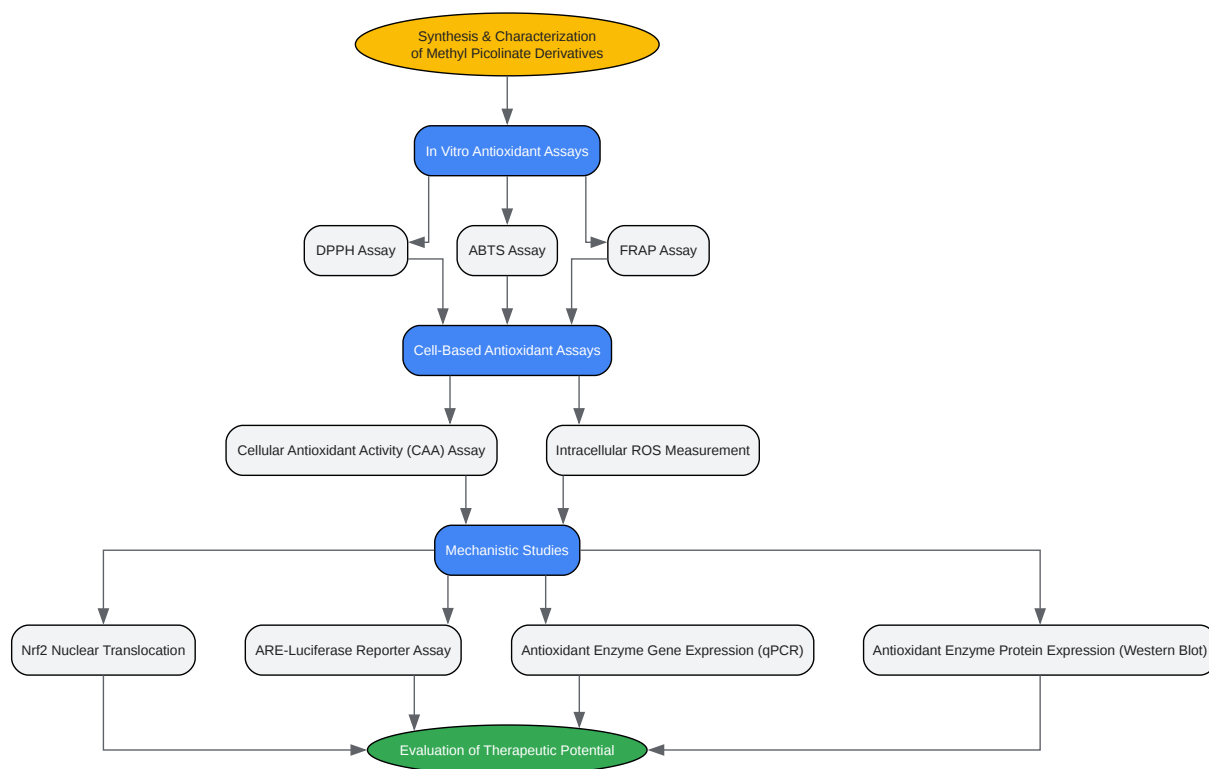 Synthesis & Characterization
of Methyl Picolinate Derivatives
In Vitro Antioxidant Assays
DPPH Assay
ABTS Assay
FRAP Assay
Cell-Based Antioxidant Assays
Cellular Antioxidant Activity (CAA) Assay
Intracellular ROS Measurement
Mechanistic Studies
Nrf2 Nuclear Translocation
ARE-Luciferase Reporter Assay
Antioxidant Enzyme Gene Expression (qPCR)
Antioxidant Enzyme Protein Expression (Western Blot)
Evaluation of Therapeutic Potential